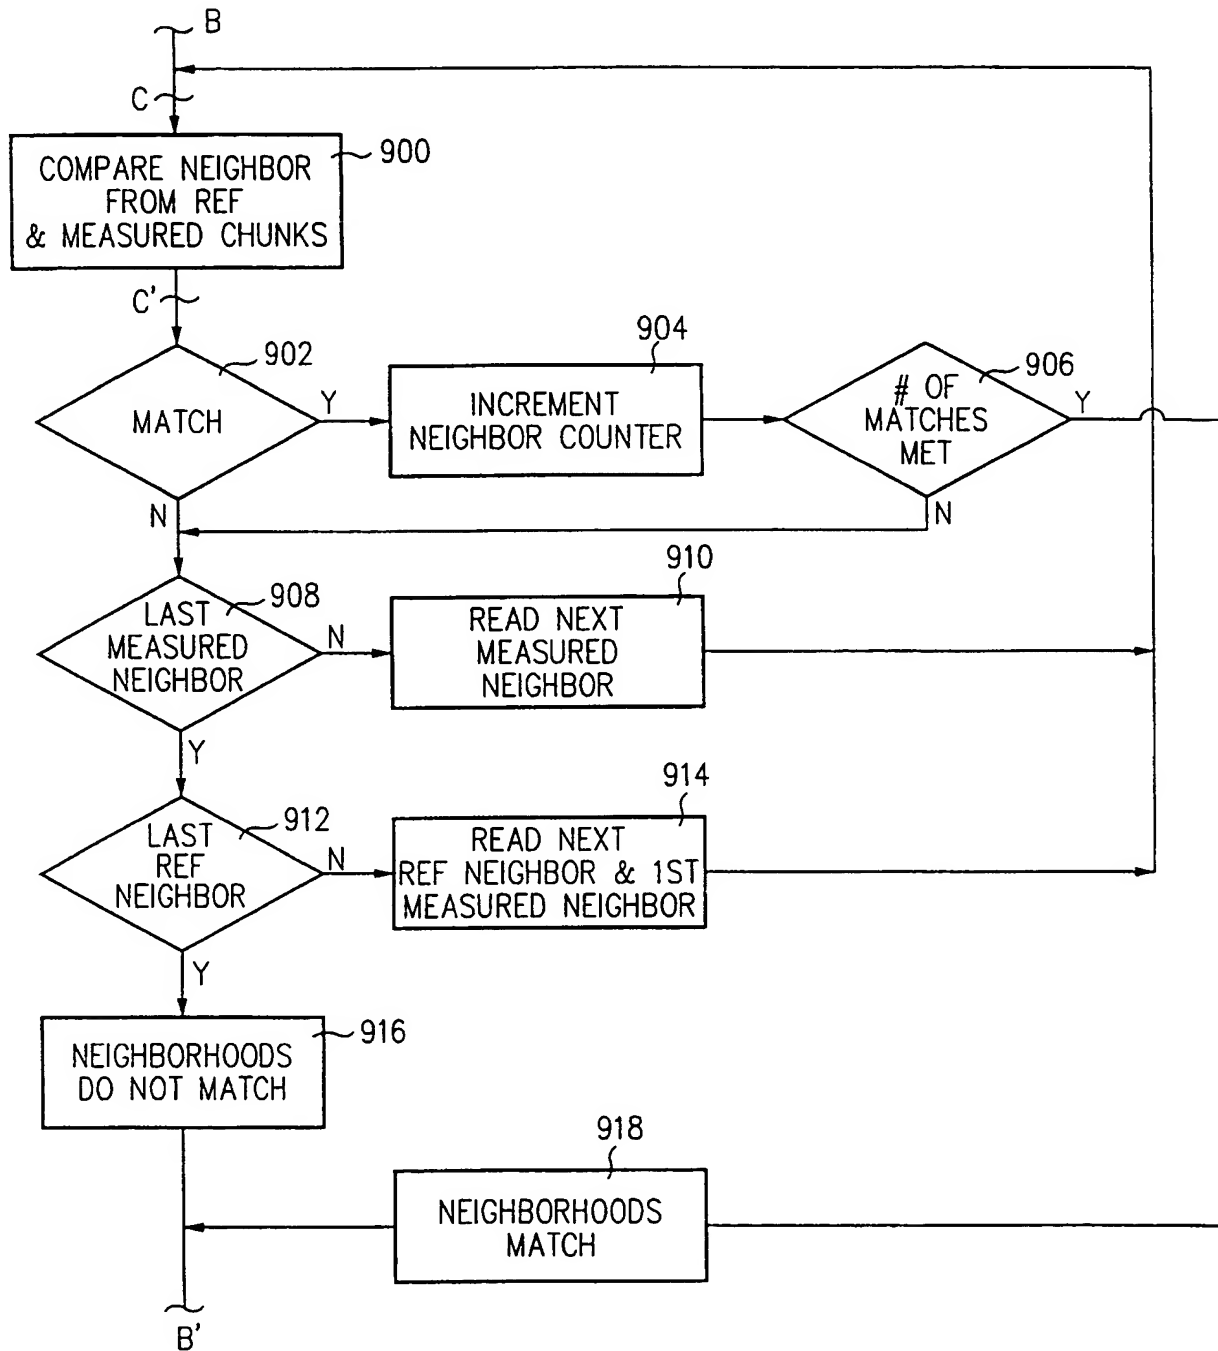 B
C
900
COMPARE NEIGHBOR
FROM REF
& MEASURED CHUNKS
C'
902
MATCH
Y
N
904
INCREMENT
NEIGHBOR COUNTER
906
# OF
MATCHES
MET
Y
N
908
LAST
MEASURED
NEIGHBOR
N
Y
910
READ NEXT
MEASURED
NEIGHBOR
912
LAST
REF
NEIGHBOR
N
Y
914
READ NEXT
REF NEIGHBOR & 1ST
MEASURED NEIGHBOR
916
NEIGHBORHOODS
DO NOT MATCH
918
NEIGHBORHOODS
MATCH
B'